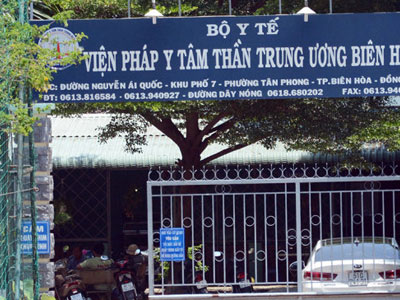 BỘ Y TẾ
VIỆN PHÁP Y TÂM THẦN TRUNG ƯƠNG BIÊN H
ĐC: ĐƯỜNG NGUYỄN ÁI QUỐC - KHU PHỐ 7 - PHƯỜNG TÂN PHONG - TP.BIÊN HÒA - ĐỒN
ĐT: 0613.816584 - 0613.940927 - ĐƯỜNG DÂY NÓNG 0618.680202 FAX: 0613.94
CẤM